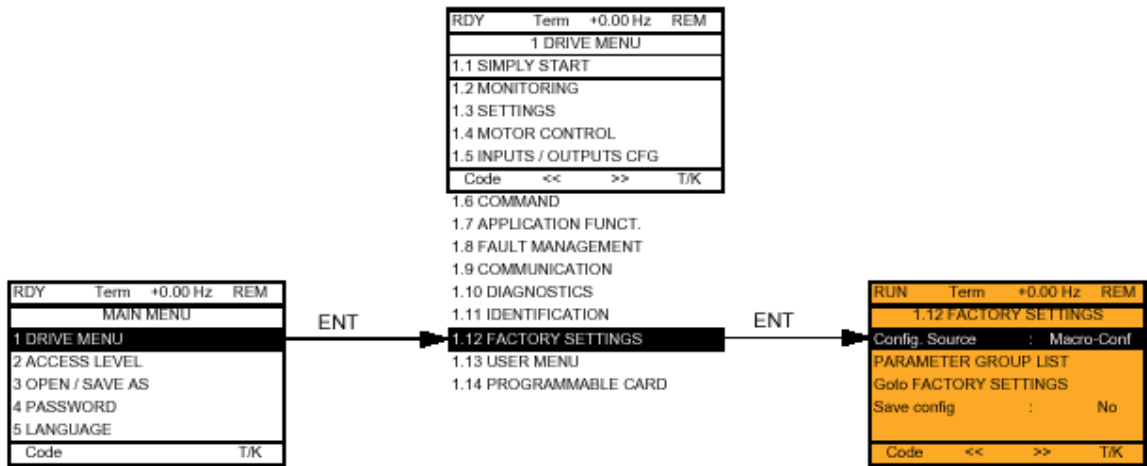 RDY Term +0.00 Hz REM
1 DRIVE MENU
1.1 SIMPLY START
1.2 MONITORING
1.3 SETTINGS
1.4 MOTOR CONTROL
1.5 INPUTS / OUTPUTS CFG
Code << >> T/K
1.6 COMMAND
1.7 APPLICATION FUNCT.
1.8 FAULT MANAGEMENT
1.9 COMMUNICATION
1.10 DIAGNOSTICS
1.11 IDENTIFICATION
1.12 FACTORY SETTINGS
1.13 USER MENU
1.14 PROGRAMMABLE CARD
RDY Term +0.00 Hz REM
MAIN MENU
1 DRIVE MENU
2 ACCESS LEVEL
3 OPEN / SAVE AS
4 PASSWORD
5 LANGUAGE
Code T/K
ENT
ENT
RUN Term +0.00 Hz REM
1.12 FACTORY SETTINGS
Config. Source : Macro-Conf
PARAMETER GROUP LIST
Goto FACTORY SETTINGS
Save config : No
Code << >> T/K